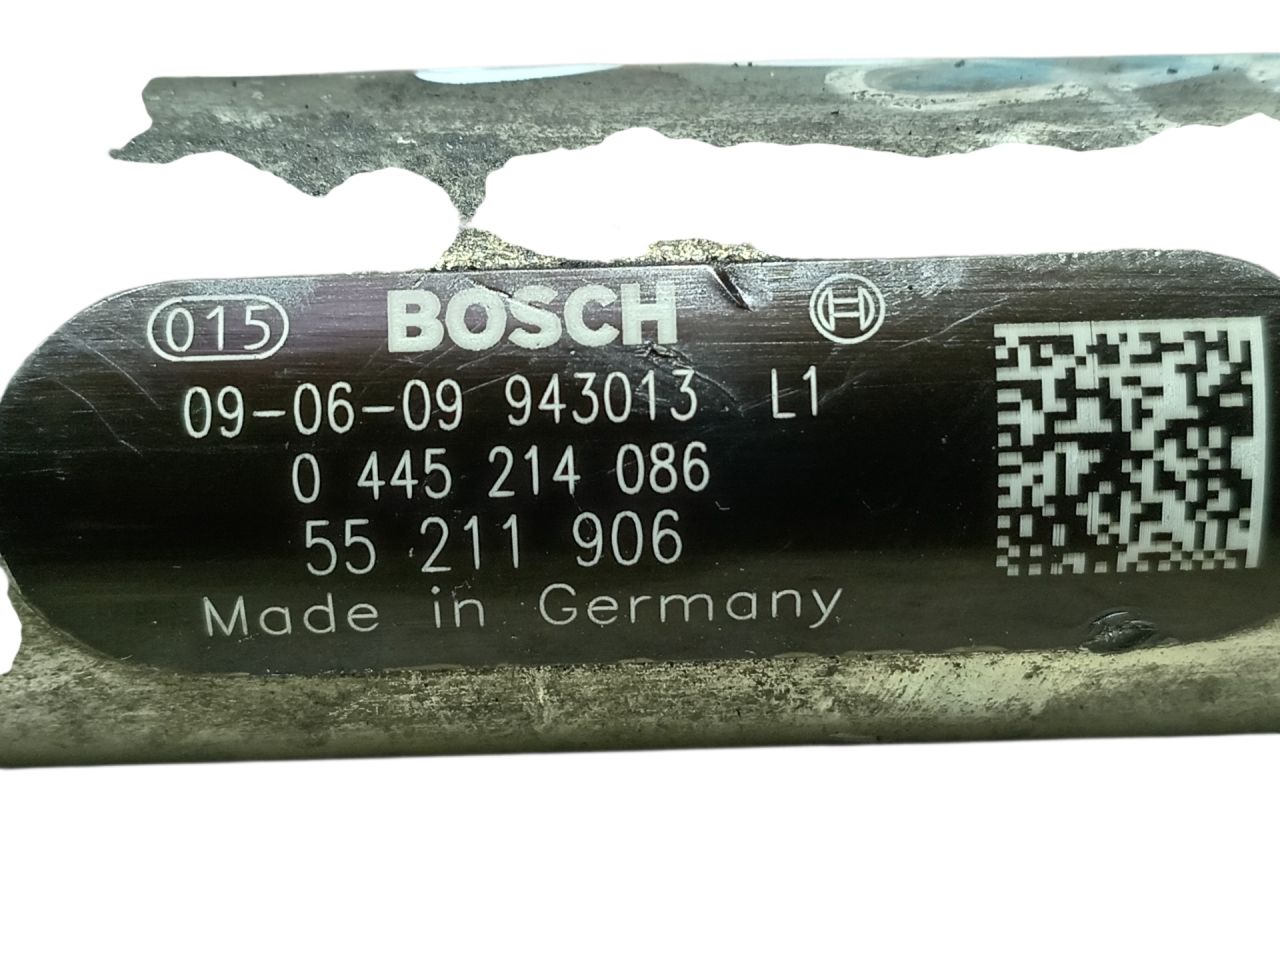 015 BOSCH
09-06-09 943013 L1
0 445 214 086
55 211 906
Made in Germany